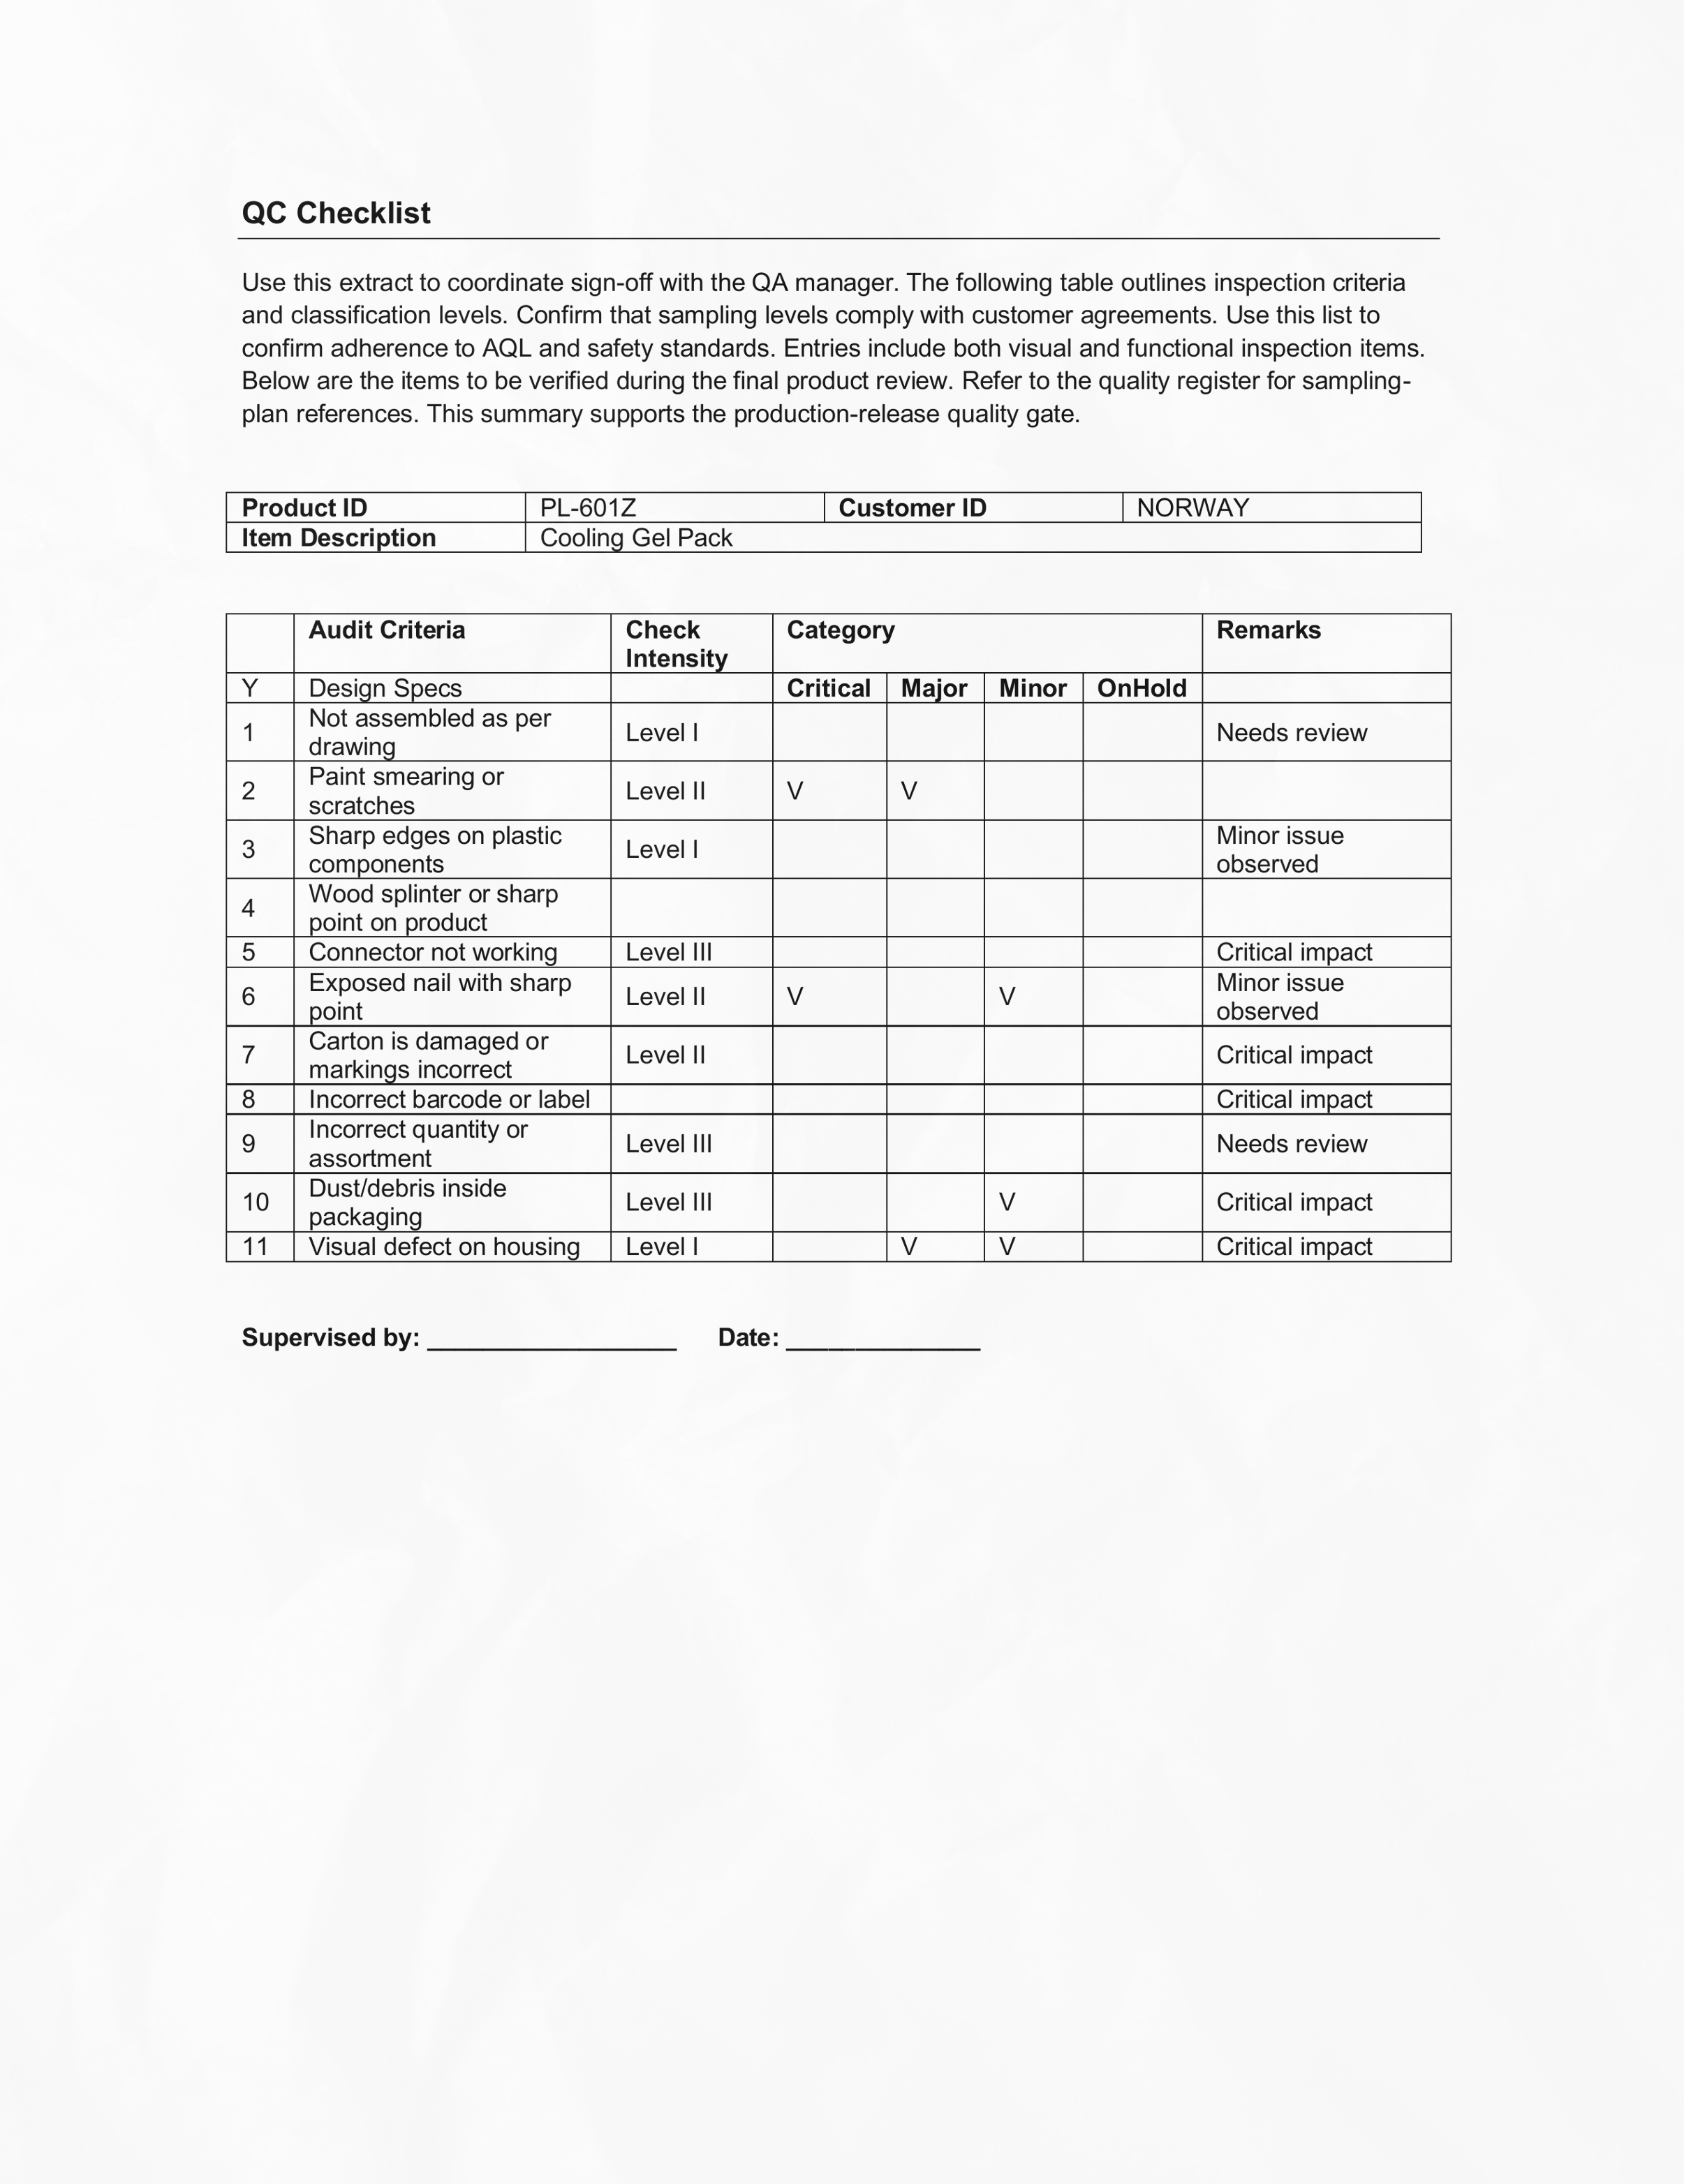 QC Checklist
Use this extract to coordinate sign-off with the QA manager. The following table outlines inspection criteria
and classification levels. Confirm that sampling levels comply with customer agreements. Use this list to
confirm adherence to AQL and safety standards. Entries include both visual and functional inspection items.
Below are the items to be verified during the final product review. Refer to the quality register for sampling-
plan references. This summary supports the production-release quality gate.
Product ID PL-601Z Customer ID NORWAY
Item Description Cooling Gel Pack
Audit Criteria Check Category Remarks
Intensity
Y Design Specs Critical Major Minor OnHold
Not assembled as per
1 Level I Needs review
drawing
Paint smearing or
2 Level II V V
scratches
Sharp edges on plastic Minor issue
3 Level I
components observed
Wood splinter or sharp
4
point on product
5 Connector not working Level III Critical impact
Exposed nail with sharp Minor issue
6 Level II V V
point observed
Carton is damaged or
7 Level II Critical impact
markings incorrect
8 Incorrect barcode or label Critical impact
Incorrect quantity or
9 Level III Needs review
assortment
Dust/debris inside
10 Level III V Critical impact
packaging
11 Visual defect on housing Level I V V Critical impact
Supervised by: __________________ Date: ______________